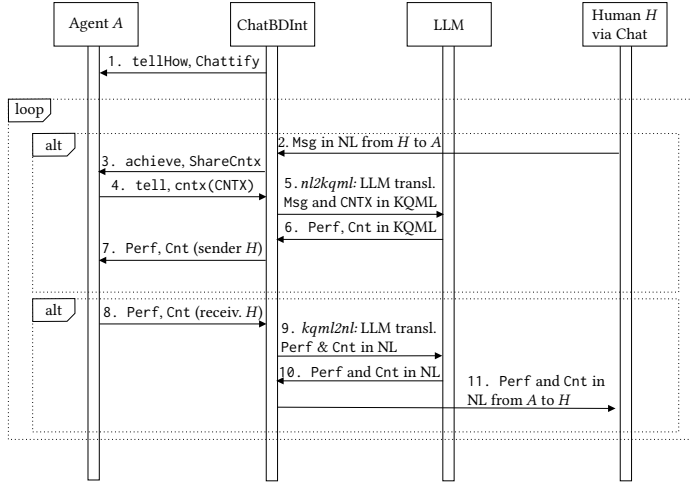 Agent A
ChatBDInt
LLM
Human H
via Chat
1. tellHow, Chattify
loop
alt
2. Msg in NL from H to A
3. achieve, ShareCntx
4. tell, cntx(CNTX)
5. nl2kqml: LLM transl.
Msg and CNTX in KQML
6. Perf, Cnt in KQML
7. Perf, Cnt (sender H)
alt
8. Perf, Cnt (receiv. H)
9. kqml2nl: LLM transl.
Perf & Cnt in NL
10. Perf and Cnt in NL
11. Perf and Cnt in
NL from A to H